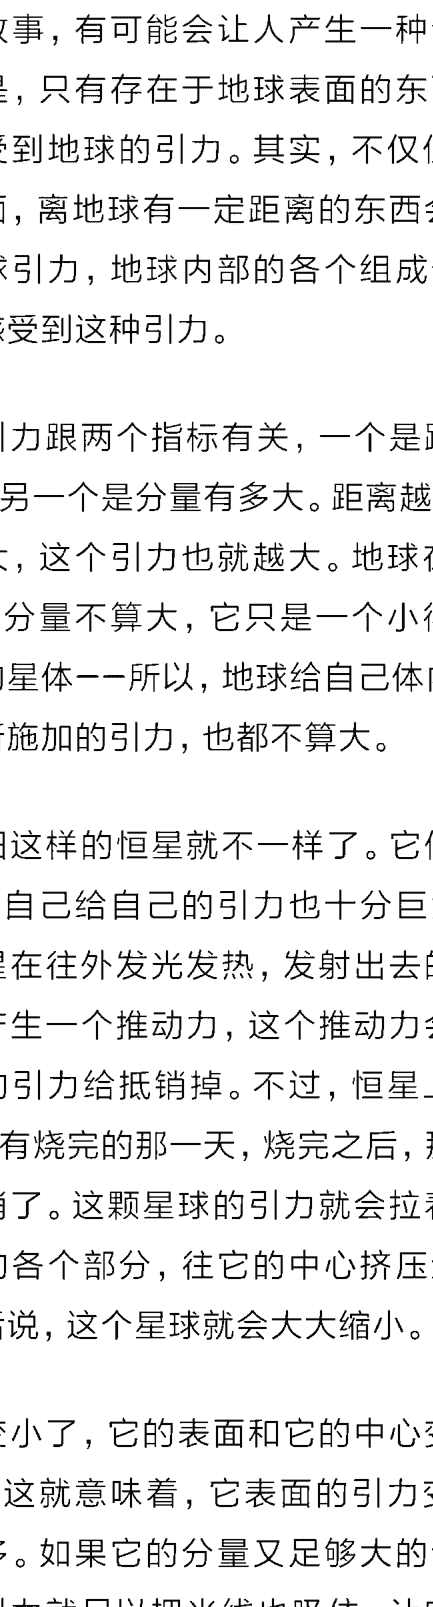 事，有可能会让人产生一种
是，只有存在于地球表面的东
受到地球的引力。其实，不仅
面，离地球有一定距离的东西
球引力，地球内部的各个组成
感受到这种引力。
引力跟两个指标有关，一个是
另一个是分量有多大。距离越
大，这个引力也就越大。地球
分量不算大，它只是一个小
的星体——所以，地球给自己体
所施加的引力，也都不算大。
这样的恒星就不一样了。它
自己给自己的引力也十分巨
星在往外发光发热，发射出去
产生一个推动力，这个推动力
的引力给抵销掉。不过，恒星
有烧完的那一天，烧完之后，
销了。这颗星球的引力就会拉
的各个部分，往它的中心挤压
话说，这个星球就会大大缩小。
变小了，它的表面和它的中心
这就意味着，它表面的引力
多。如果它的分量又足够大的